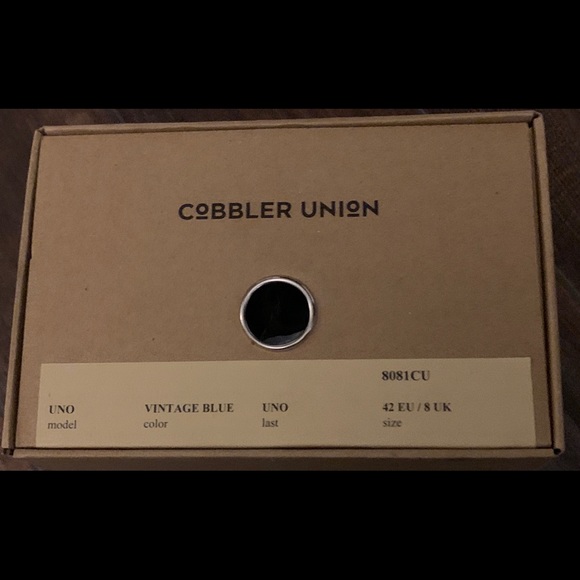 COBBLER UNION
8081CU
UNO VINTAGE BLUE UNO 42 EU / 8 UK
model color last size